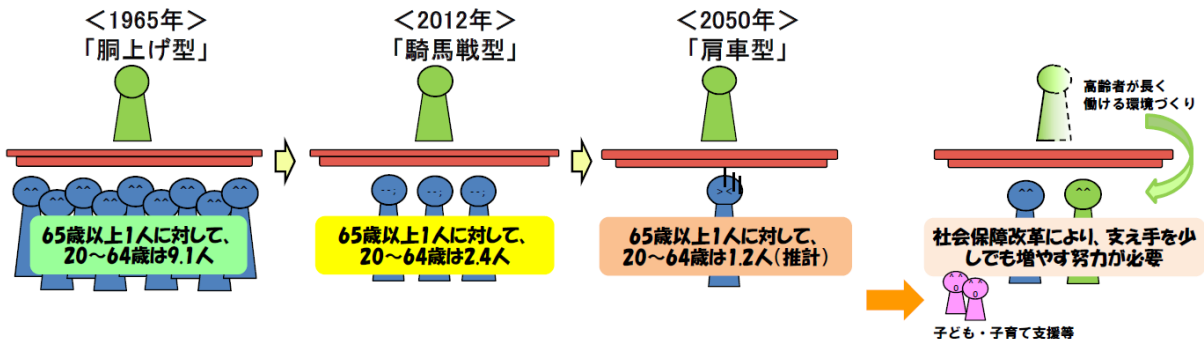 <1965年>
「胴上げ型」
65歳以上1人に対して、
20~64歳は9.1人
<2012年>
「騎馬戦型」
65歳以上1人に対して、
20~64歳は2.4人
<2050年>
「肩車型」
65歳以上1人に対して、
20~64歳は1.2人(推計)
高齢者が長く
働ける環境づくり
社会保障改革により、支え手を少
しでも増やす努力が必要
子ども・子育て支援等